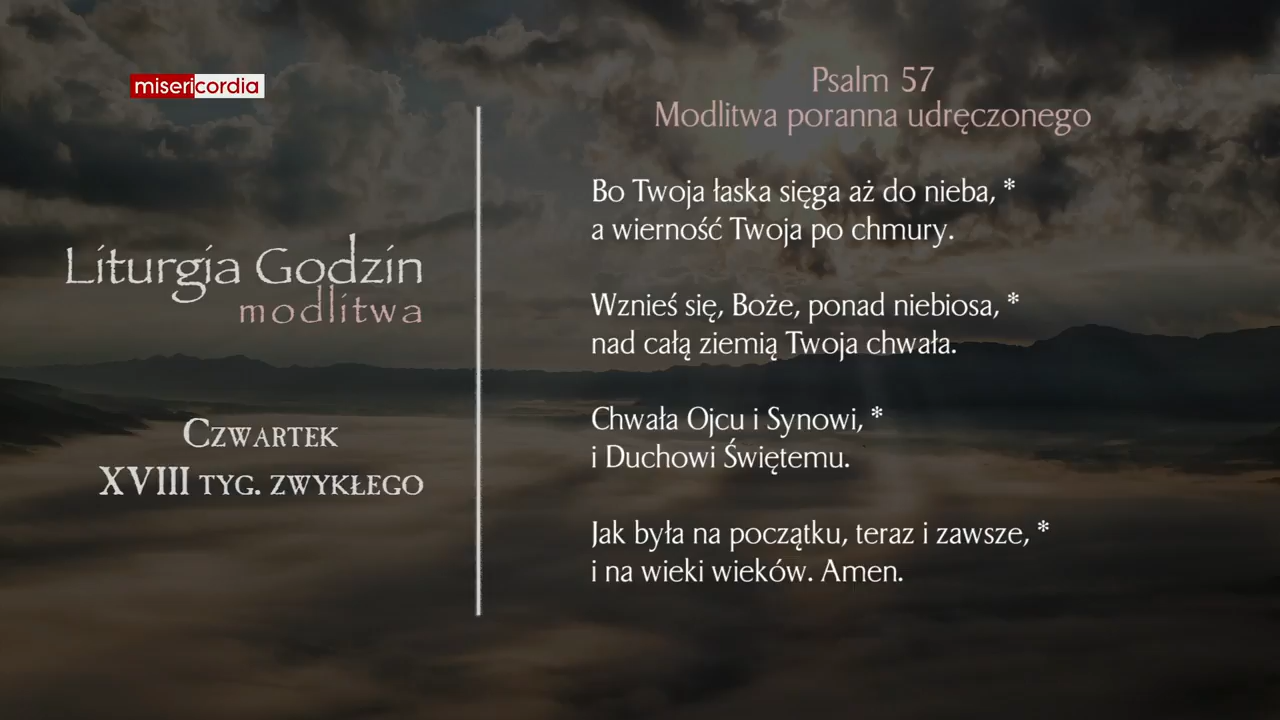 misericordia
Liturgia Godzin
modlitwa
Czwartek
XVIII tyg. zwykłego
Psalm 57
Modlitwa poranna udręczonego
Bo Twoja łaska sięga aż do nieba, *
a wierność Twoja po chmury.
Wznieś się, Boże, ponad niebiosa, *
nad całą ziemią Twoja chwała.
Chwała Ojcu i Synowi, *
i Duchowi Świętemu.
Jak była na początku, teraz i zawsze, *
i na wieki wieków. Amen.